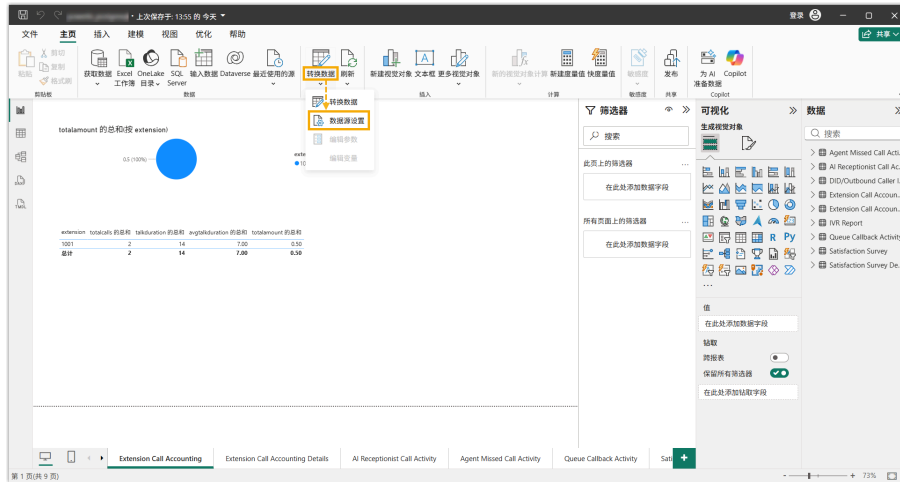 上次保存于: 13:55 的 今天
登录
文件 主页 插入 建模 视图 优化 帮助
共享
粘贴
剪切
复制
格式刷
剪贴板
获取数据
Excel 工作簿
OneLake 目录
SQL Server
输入数据
Dataverse
最近使用的源
数据
转换数据
刷新
新建视觉对象
文本框
更多视觉对象
插入
新的视觉对象计算
新建度量值
快度量值
计算
敏感度
敏感度
发布
共享
为 AI 准备数据
Copilot
Copilot
转换数据
数据源设置
编辑参数
编辑变量
totalamount 的总和(按 extension)
0.5 (100%)
exte
extension totalcalls 的总和 talkduration 的总和 avgtalkduration 的总和 totalamount 的总和
1001 2 14 7.00 0.50
总计 2 14 7.00 0.50
筛选器
搜索
此页上的筛选器 ...
在此处添加数据字段
所有页面上的筛选器 ...
在此处添加数据字段
可视化
生成视觉对象
R Py
...
值
在此处添加数据字段
钻取
跨报表
保留所有筛选器
在此处添加钻取字段
数据
搜索
Agent Missed Call Acti...
AI Receptionist Call Ac...
DID/Outbound Caller I...
Extension Call Accoun...
Extension Call Accoun...
IVR Report
Queue Callback Activity
Satisfaction Survey
Satisfaction Survey De...
Extension Call Accounting
Extension Call Accounting Details
AI Receptionist Call Activity
Agent Missed Call Activity
Queue Callback Activity
Sati
第 1 页(共 9 页)
73%